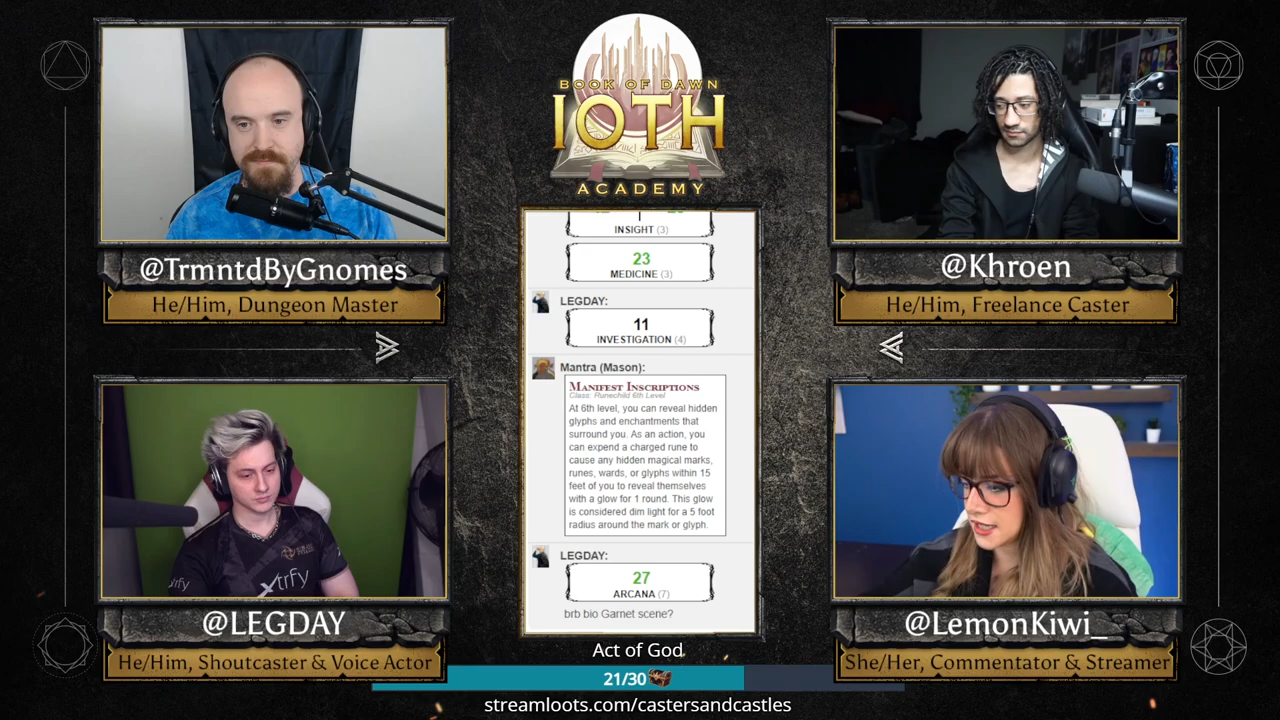 BOOK OF DAWN
IOTH
ACADEMY
@TrmntdByGnomes
He/Him, Dungeon Master
@Khroen
He/Him, Freelance Caster
INSIGHT (3)
23
MEDICINE (3)
LEGDAY:
11
INVESTIGATION (4)
Mantra (Mason):
MANIFEST INSCRIPTIONS
Class: Runechild 6th Level
At 6th level, you can reveal hidden
glyphs and enchantments that
surround you. As an action, you
can expend a charged rune to
cause any hidden magical marks,
runes, wards, or glyphs within 15
feet of you to reveal themselves
with a glow for 1 round. This glow
is considered dim light for a 5 foot
radius around the mark or glyph.
LEGDAY:
27
ARCANA (7)
brb bio Garnet scene?
xtrfy
@LEGDAY
He/Him, Shoutcaster & Voice Actor
@LemonKiwi_
She/Her, Commentator & Streamer
Act of God
21/30
streamloots.com/castersandcastles